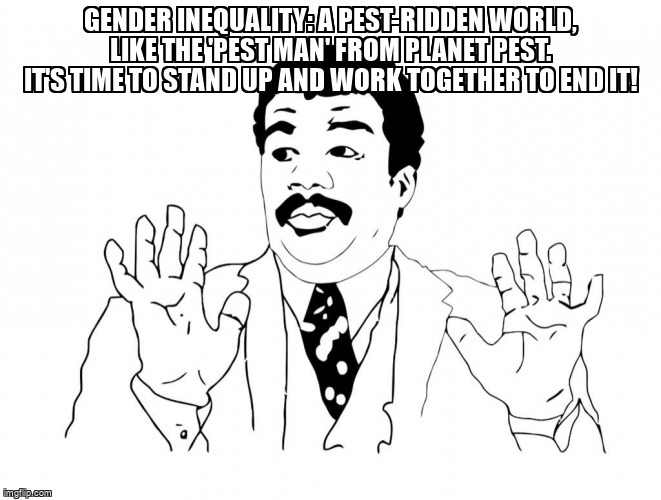 GENDER INEQUALITY: A PEST-RIDDEN WORLD,
LIKE THE 'PEST MAN' FROM PLANET PEST.
IT'S TIME TO STAND UP AND WORK TOGETHER TO END IT!
imgflip.com